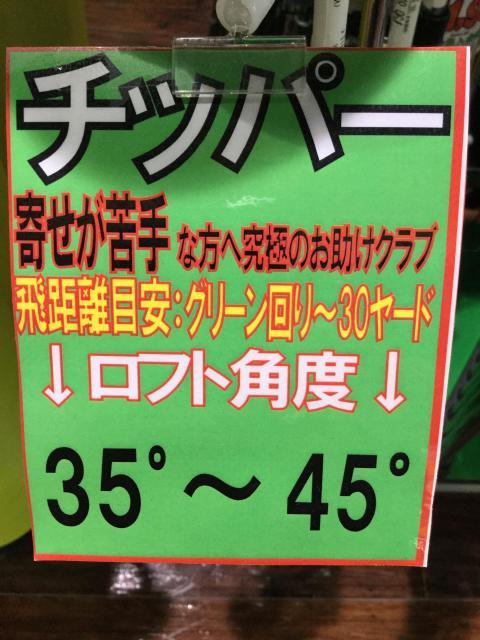 チッパー
寄せが苦手な方へ究極のお助けクラブ
飛距離目安：グリーン回り～30ヤード
↓ロフト角度↓
35°～45°